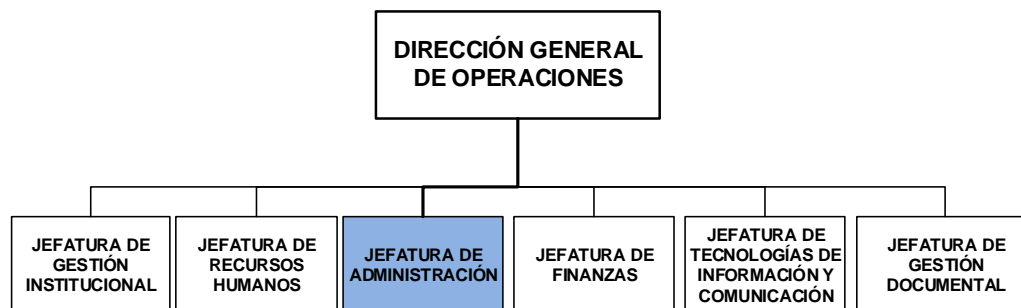 DIRECCIÓN GENERAL
DE OPERACIONES
JEFATURA DE
GESTIÓN
INSTITUCIONAL
JEFATURA DE
RECURSOS
HUMANOS
JEFATURA DE
ADMINISTRACIÓN
JEFATURA DE
FINANZAS
JEFATURA DE
TECNOLOGÍAS DE
INFORMACIÓN Y
COMUNICACIÓN
JEFATURA DE
GESTIÓN
DOCUMENTAL